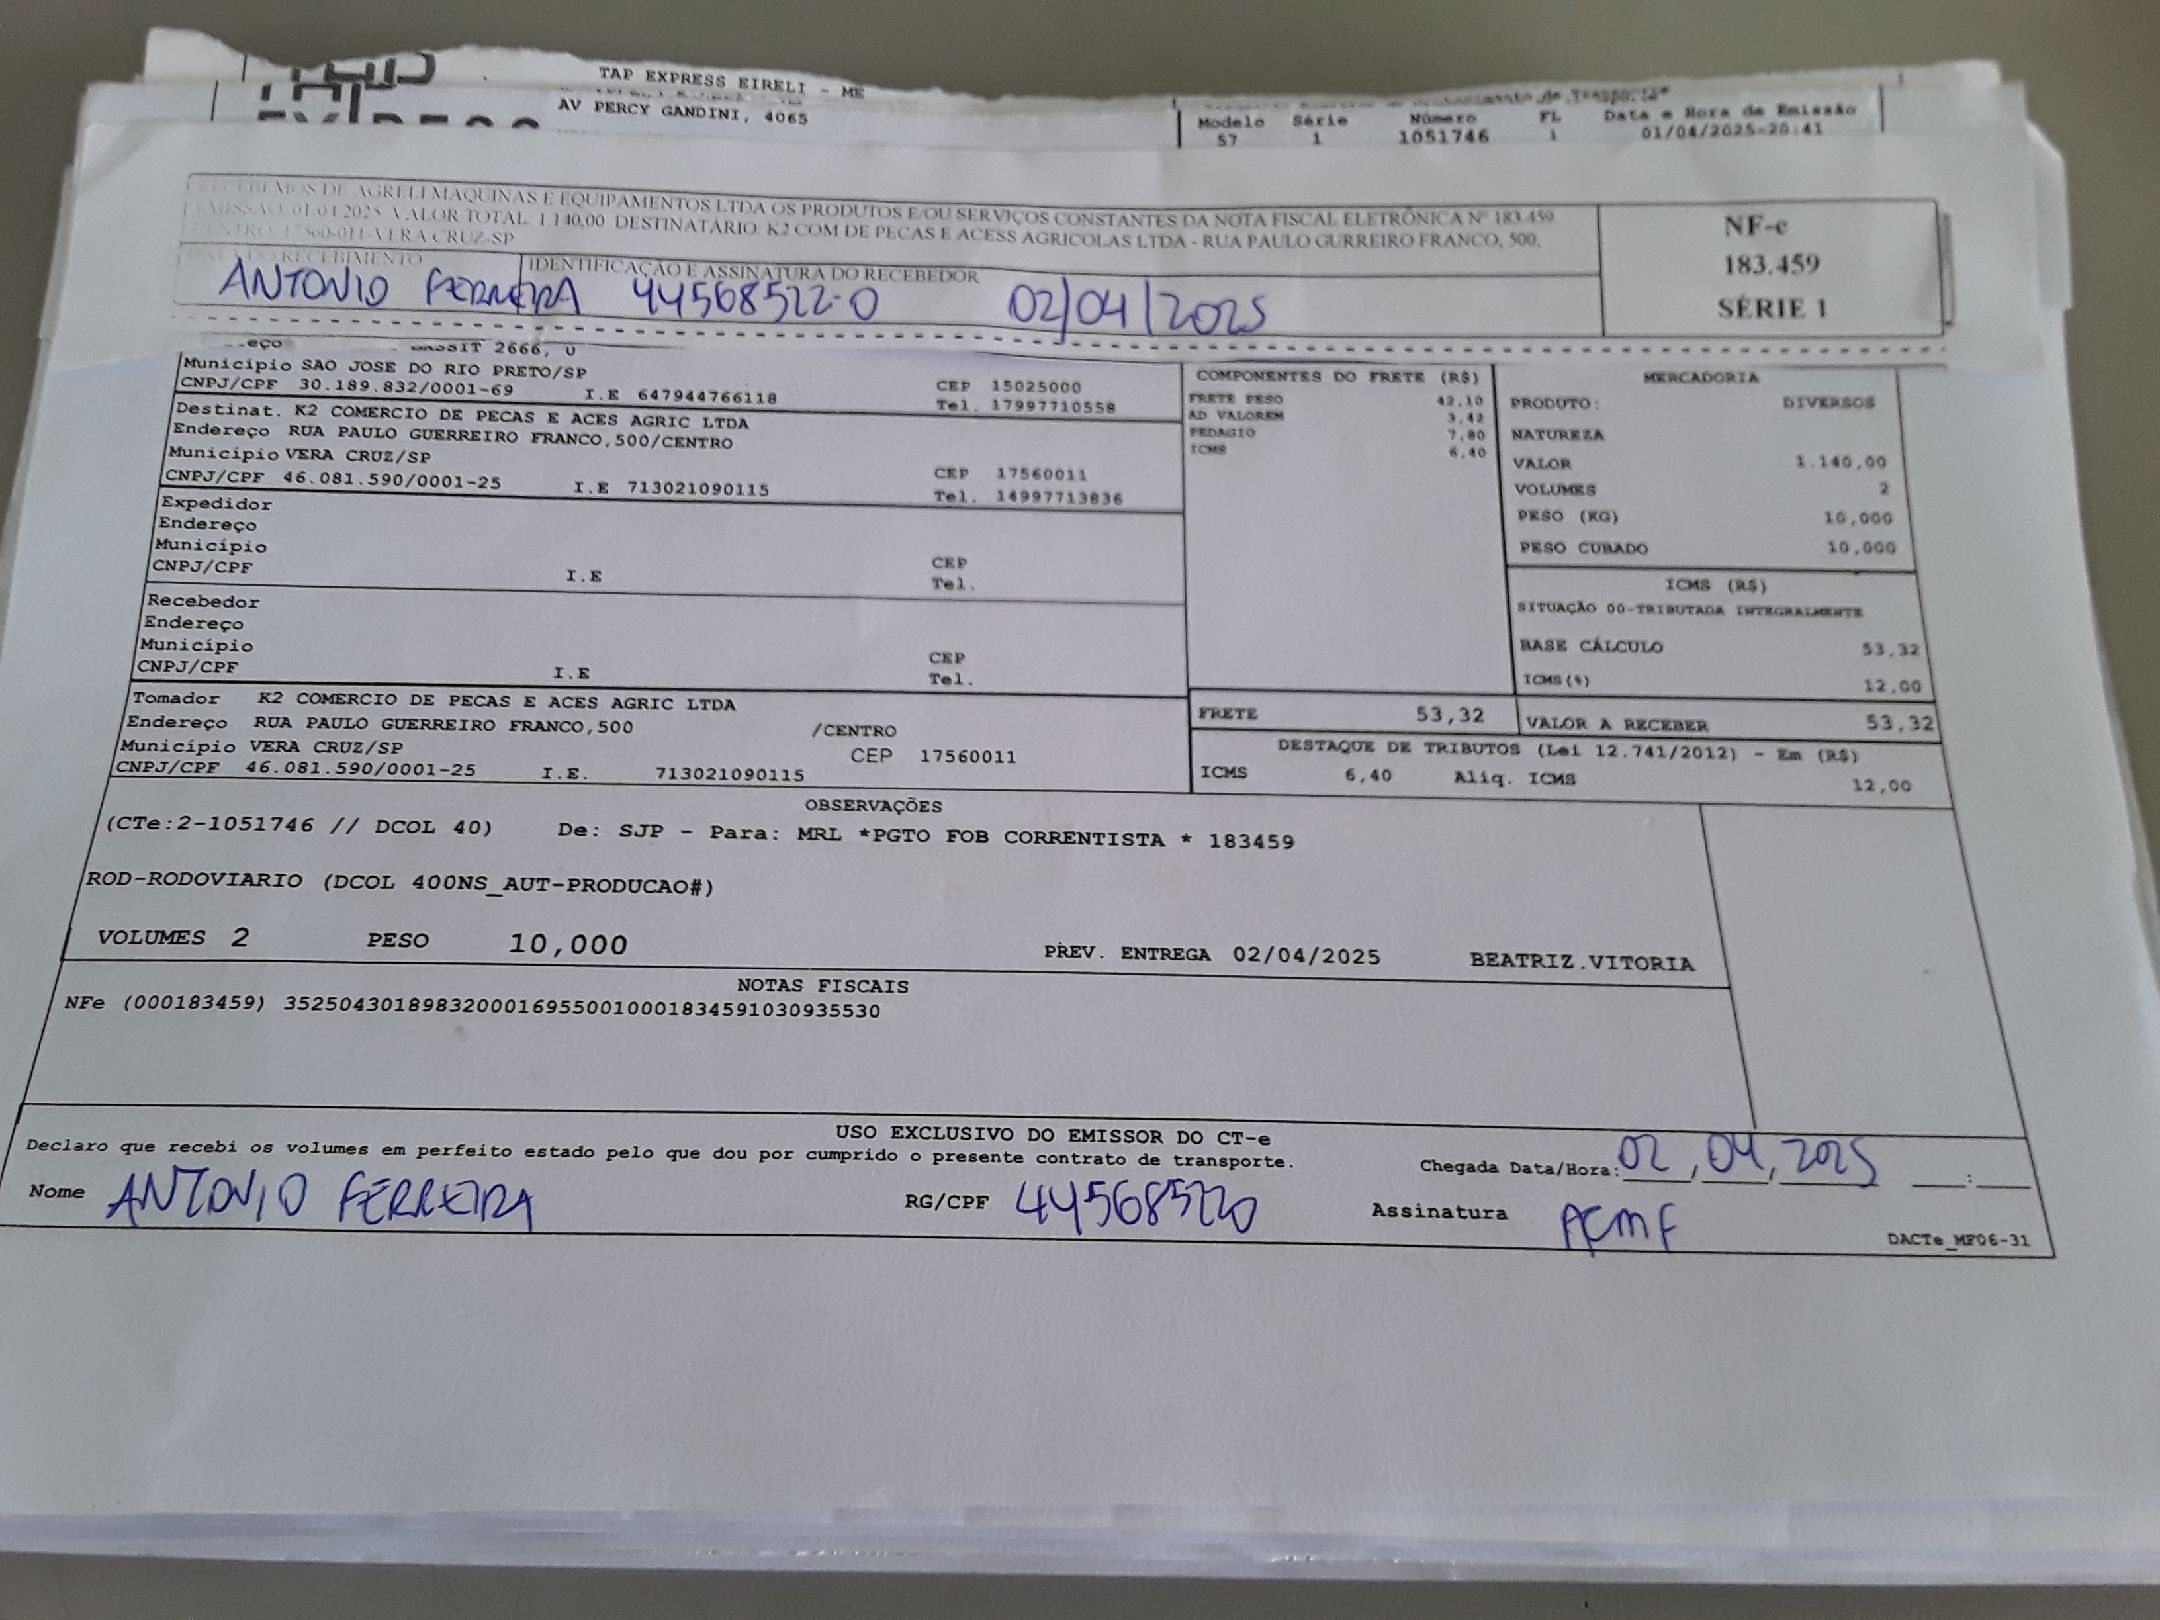 TAP EXPRESS EIRELI - ME
AV PERCY GANDINI, 4065
Modelo Série Número FL Data e Hora de Emissão
57 1 1051746 1 01/04/2025-20:41
RECEBEMOS DE AGRELI MAQUINAS E EQUIPAMENTOS LTDA OS PRODUTOS E/OU SERVIÇOS CONSTANTES DA NOTA FISCAL ELETRÔNICA Nº 183.459
EMISSÃO: 01/04/2025 VALOR TOTAL: 1.140,00 DESTINATÁRIO: K2 COM DE PECAS E ACESS AGRICOLAS LTDA - RUA PAULO GURREIRO FRANCO, 500,
CENTRO, 17560-011-VERA CRUZ-SP
NF-e
183.459
SÉRIE 1
DATA DO RECEBIMENTO IDENTIFICAÇÃO E ASSINATURA DO RECEBEDOR
ANTONIO FERREIRA 44568522-0 02/04/2025
2666, 0
Município SAO JOSE DO RIO PRETO/SP
CNPJ/CPF 30.189.832/0001-69 I.E 647944766118 CEP 15025000
Tel. 17997710558
Destinat. K2 COMERCIO DE PECAS E ACES AGRIC LTDA
Endereço RUA PAULO GUERREIRO FRANCO,500/CENTRO
Município VERA CRUZ/SP CEP 17560011
CNPJ/CPF 46.081.590/0001-25 I.E 713021090115 Tel. 14997713836
Expedidor
Endereço
Município CEP
CNPJ/CPF I.E Tel.
Recebedor
Endereço
Município CEP
CNPJ/CPF I.E Tel.
Tomador K2 COMERCIO DE PECAS E ACES AGRIC LTDA
Endereço RUA PAULO GUERREIRO FRANCO,500 /CENTRO
Município VERA CRUZ/SP CEP 17560011
CNPJ/CPF 46.081.590/0001-25 I.E. 713021090115
COMPONENTES DO FRETE (R$)
FRETE PESO 42,10
AD VALOREM 3,42
PEDAGIO 7,80
ICMS 6,40
MERCADORIA
PRODUTO: DIVERSOS
NATUREZA
VALOR 1.140,00
VOLUMES 2
PESO (KG) 10,000
PESO CUBADO 10,000
ICMS (R$)
SITUAÇÃO 00-TRIBUTADA INTEGRALMENTE
BASE CÁLCULO 53,32
ICMS(%) 12,00
FRETE 53,32 VALOR A RECEBER 53,32
DESTAQUE DE TRIBUTOS (Lei 12.741/2012) - Em (R$)
ICMS 6,40 Aliq. ICMS 12,00
OBSERVAÇÕES
(CTe:2-1051746 // DCOL 40) De: SJP - Para: MRL *PGTO FOB CORRENTISTA * 183459
ROD-RODOVIARIO (DCOL 400NS_AUT-PRODUCAO#)
VOLUMES 2 PESO 10,000 PREV. ENTREGA 02/04/2025 BEATRIZ.VITORIA
NOTAS FISCAIS
NFe (000183459) 35250430189832000169550010001834591030935530
USO EXCLUSIVO DO EMISSOR DO CT-e
Declaro que recebi os volumes em perfeito estado pelo que dou por cumprido o presente contrato de transporte. Chegada Data/Hora: 02/04/2025 :
Nome ANTONIO FERREIRA RG/CPF 445685220 Assinatura ACMF
DACTe_MF06-31